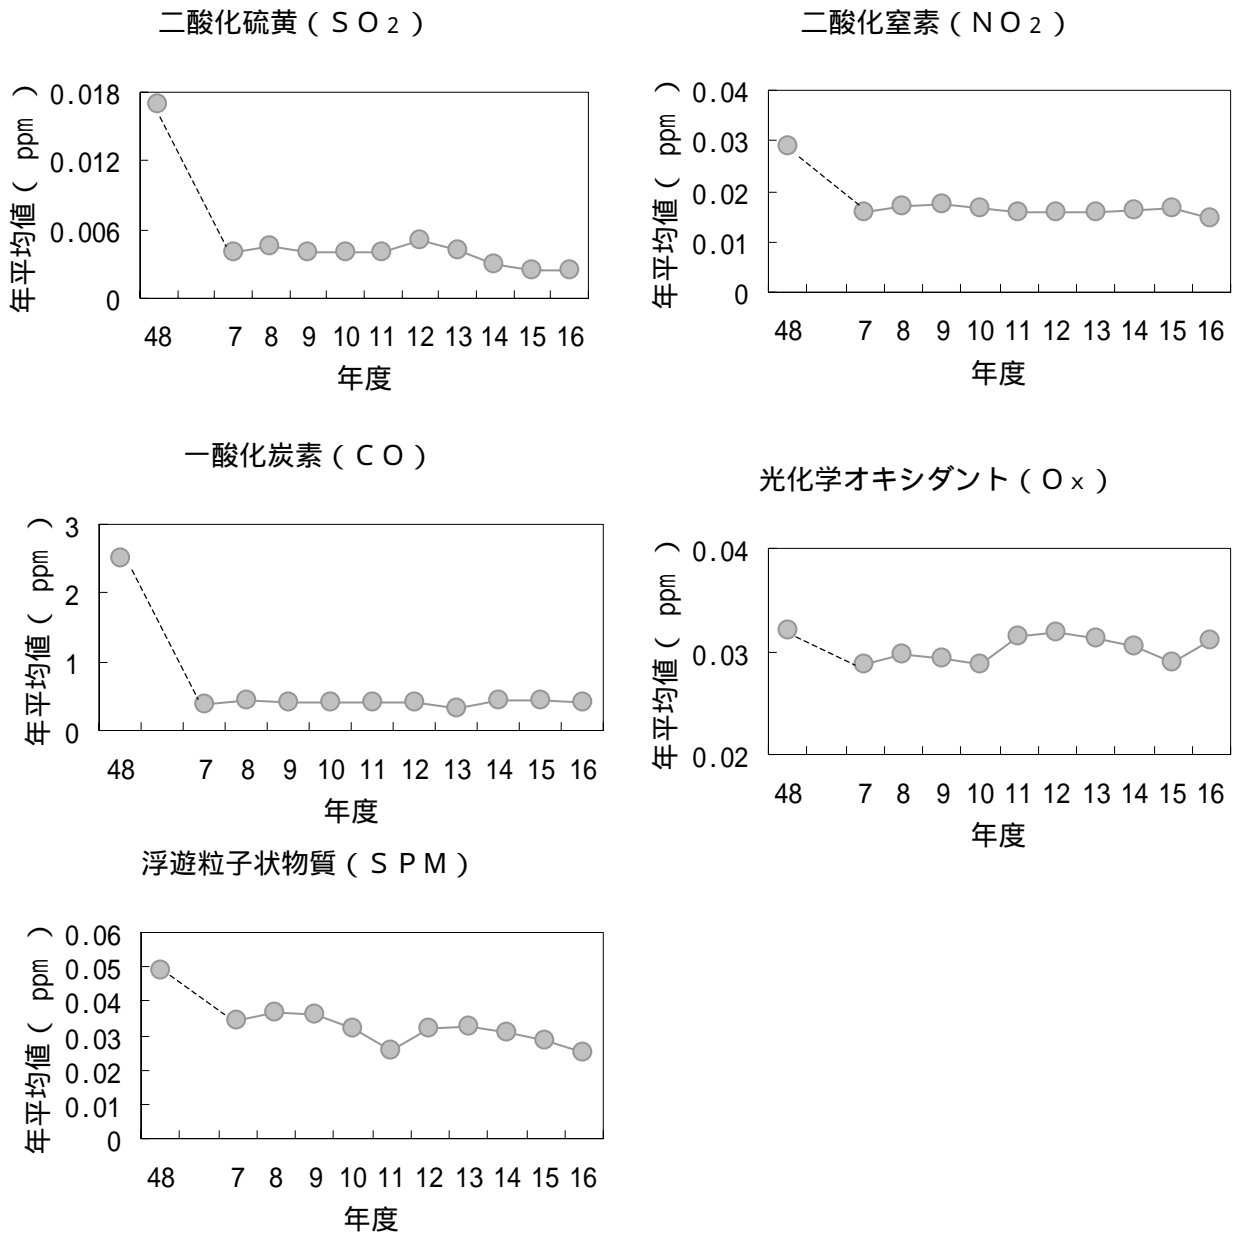 二酸化硫黄（ＳＯ２）
年平均値（ ppm ）
0.018
0.012
0.006
0
48 7 8 9 10 11 12 13 14 15 16
年度
二酸化窒素（ＮＯ２）
年平均値（ ppm ）
0.04
0.03
0.02
0.01
0
48 7 8 9 10 11 12 13 14 15 16
年度
一酸化炭素（ＣＯ）
年平均値（ ppm ）
3
2
1
0
48 7 8 9 10 11 12 13 14 15 16
年度
光化学オキシダント（Ｏｘ）
年平均値（ ppm ）
0.04
0.03
0.02
48 7 8 9 10 11 12 13 14 15 16
年度
浮遊粒子状物質（ＳＰＭ）
年平均値（ ppm ）
0.06
0.05
0.04
0.03
0.02
0.01
0
48 7 8 9 10 11 12 13 14 15 16
年度